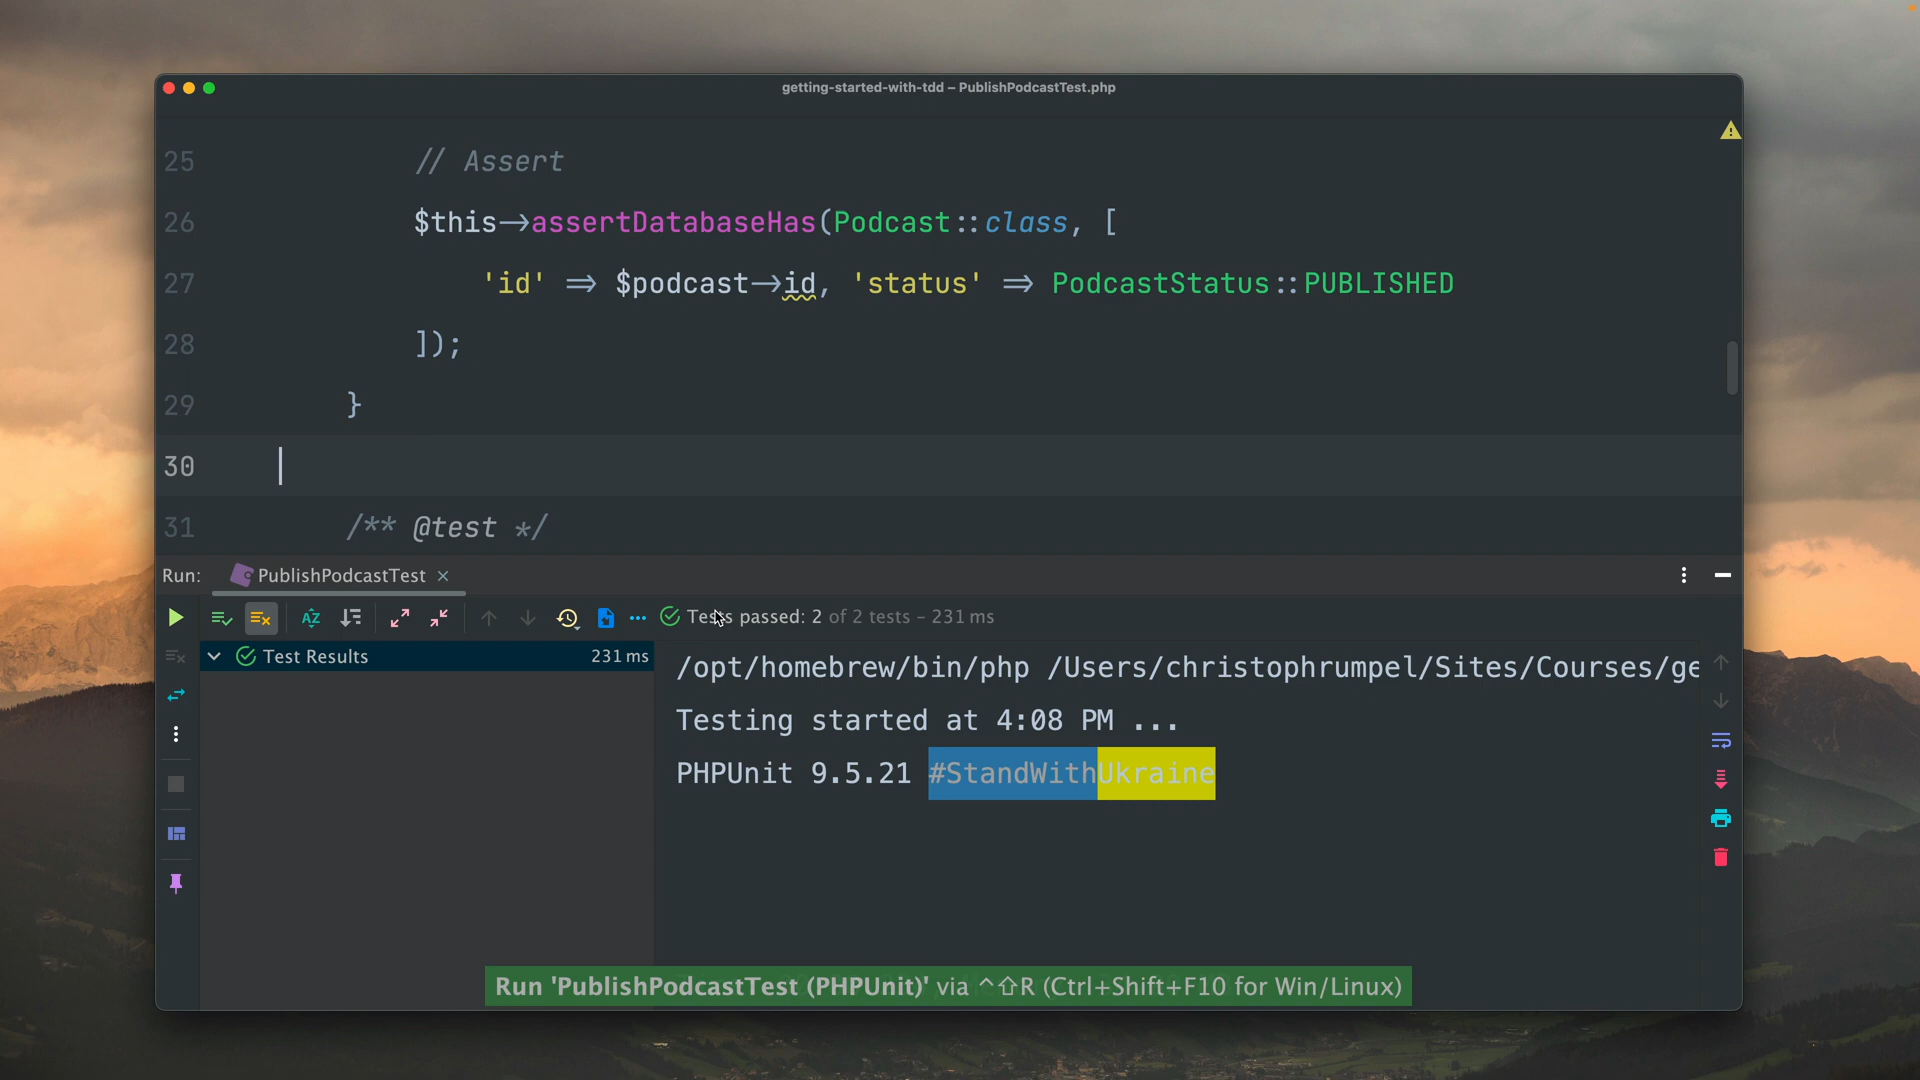 getting-started-with-tdd – PublishPodcastTest.php
25 // Assert
26 $this->assertDatabaseHas(Podcast::class, [
27 'id' => $podcast->id, 'status' => PodcastStatus::PUBLISHED
28 ]);
29 }
30
31 /** @test */
Run: PublishPodcastTest ×
Tests passed: 2 of 2 tests – 231 ms
Test Results 231 ms
/opt/homebrew/bin/php /Users/christophrumpel/Sites/Courses/ge
Testing started at 4:08 PM ...
PHPUnit 9.5.21 #StandWithUkraine
Run 'PublishPodcastTest (PHPUnit)' via ^⇧R (Ctrl+Shift+F10 for Win/Linux)